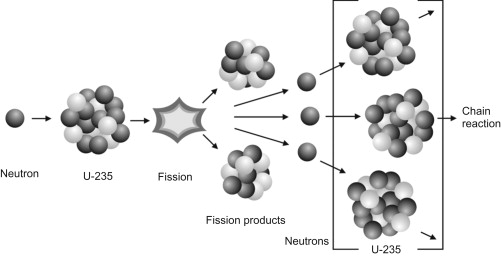 Neutron
U-235
Fission
Fission products
Neutrons
U-235
Chain
reaction